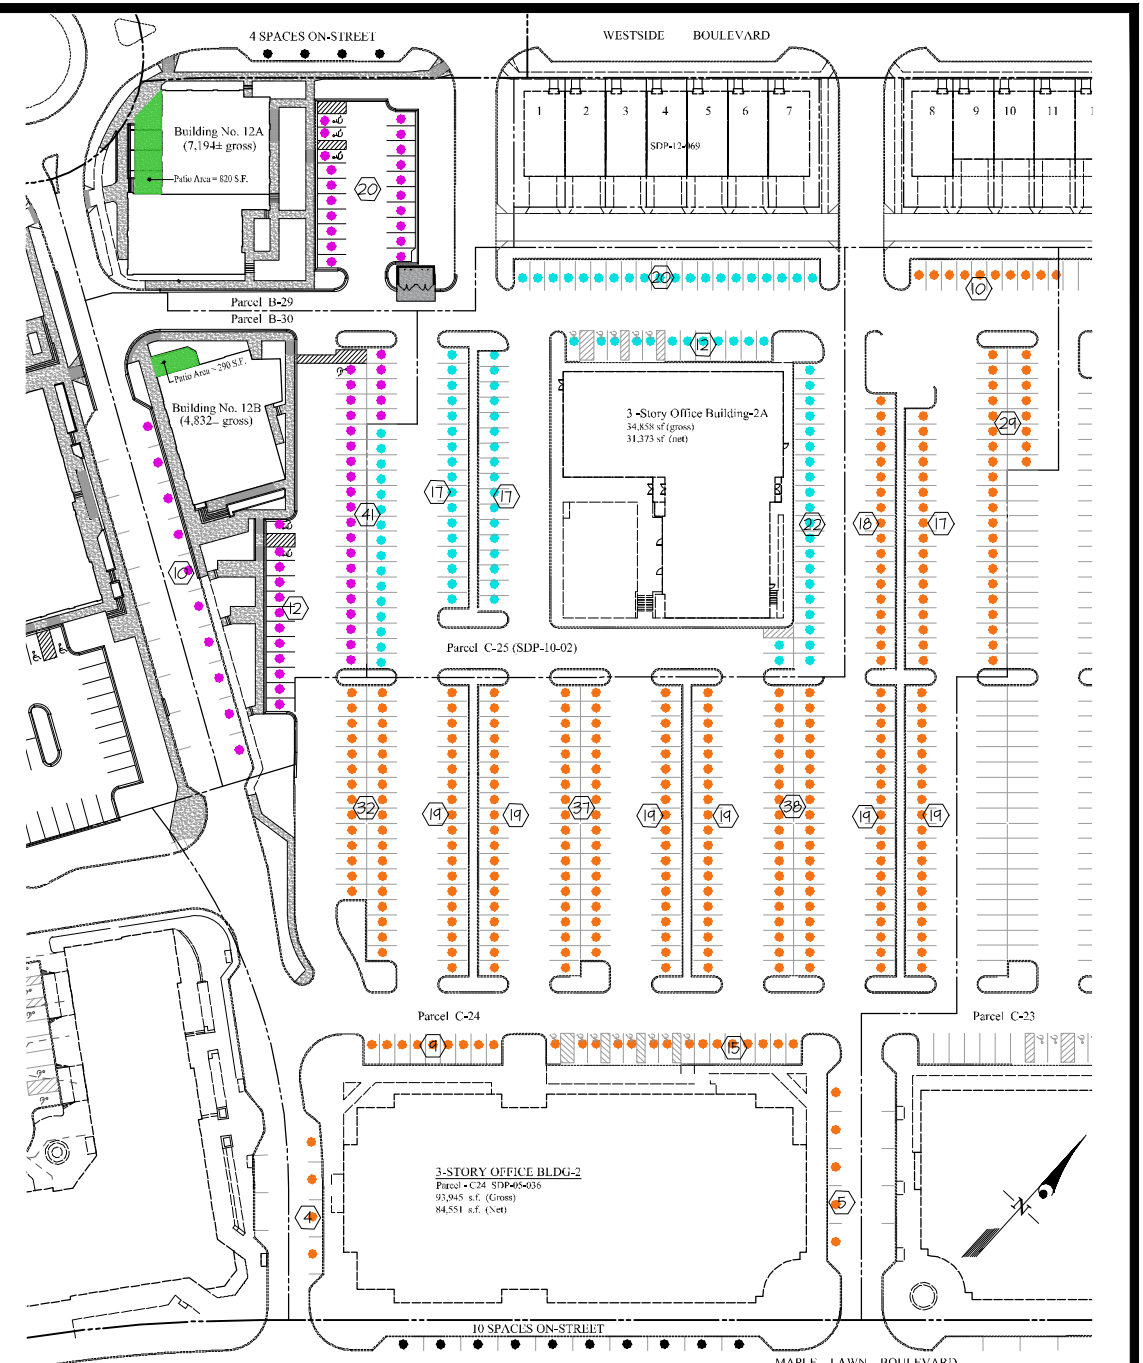 4 SPACES ON-STREET
WESTSIDE BOULEVARD
1 2 3 4 5 6 7
8 9 10 11
SDP-12-069
Building No. 12A
(7,194± gross)
Patio Area = 820 S.F.
20
20
10
Parcel B-29
Parcel B-30
12
Patio Area = 290 S.F.
Building No. 12B
(4,832± gross)
3 -Story Office Building-2A
34,858 sf (gross)
31,373 sf (net)
29
41
17
17
22
18
17
10
12
Parcel C-25 (SDP-10-02)
32
19
19
37
19
19
38
19
19
Parcel C-24
Parcel C-23
9
15
3-STORY OFFICE BLDG-2
Parcel - C24 SDP-05-036
93,945 s.f. (Gross)
84,551 s.f. (Net)
4
5
N
10 SPACES ON-STREET
MAPLE LAWN BOULEVARD